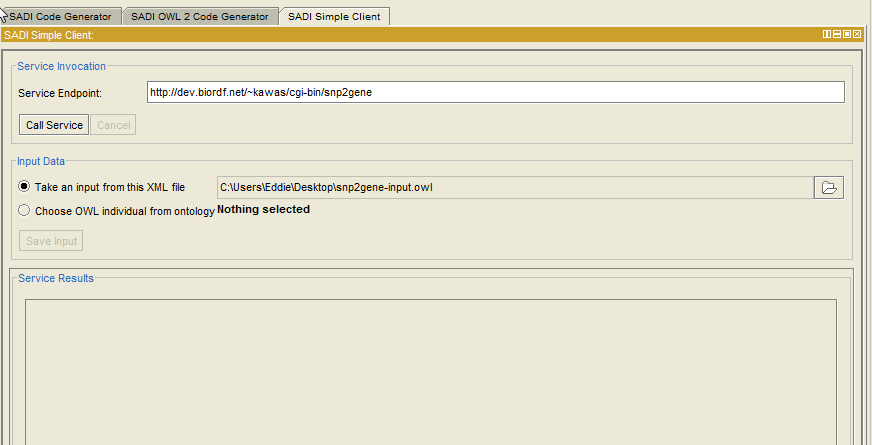 SADI Code Generator SADI OWL 2 Code Generator SADI Simple Client
SADI Simple Client:
Service Invocation
Service Endpoint: http://dev.biordf.net/~kawas/cgi-bin/snp2gene
Call Service Cancel
Input Data
Take an input from this XML file C:\Users\Eddie\Desktop\snp2gene-input.owl
Choose OWL individual from ontology Nothing selected
Save Input
Service Results